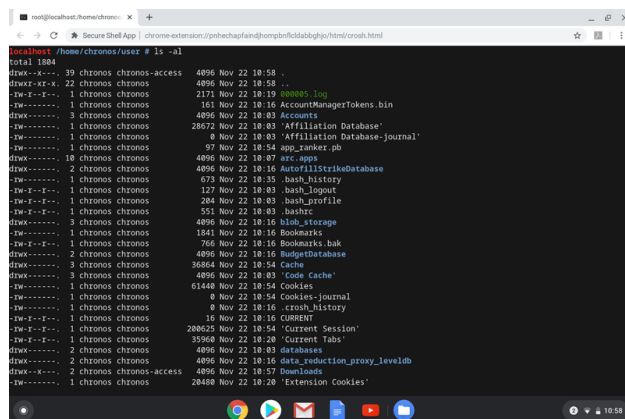 root@localhost:/home/chronos
Secure Shell App | chrome-extension://pnhechapfaindjhompbnflcldabbghjo/html/crosh.html
localhost /home/chronos/user # ls -al
total 1804
drwx--x---. 39 chronos chronos-access 4096 Nov 22 10:58 .
drwxr-xr-x. 22 chronos chronos 4096 Nov 22 10:58 ..
-rw-r--r--. 1 chronos chronos 2171 Nov 22 10:19 000005.log
-rw-------. 1 chronos chronos 161 Nov 22 10:16 AccountManagerTokens.bin
drwx------. 3 chronos chronos 4096 Nov 22 10:03 Accounts
-rw-------. 1 chronos chronos 28672 Nov 22 10:03 'Affiliation Database'
-rw-------. 1 chronos chronos 0 Nov 22 10:03 'Affiliation Database-journal'
-rw-------. 1 chronos chronos 97 Nov 22 10:54 app_ranker.pb
drwx------. 10 chronos chronos 4096 Nov 22 10:07 arc.apps
drwx------. 2 chronos chronos 4096 Nov 22 10:16 AutofillStrikeDatabase
-rw-------. 1 chronos chronos 673 Nov 22 10:35 .bash_history
-rw-r--r--. 1 chronos chronos 127 Nov 22 10:03 .bash_logout
-rw-r--r--. 1 chronos chronos 204 Nov 22 10:03 .bash_profile
-rw-r--r--. 1 chronos chronos 551 Nov 22 10:03 .bashrc
drwx------. 3 chronos chronos 4096 Nov 22 10:16 blob_storage
-rw-------. 1 chronos chronos 1841 Nov 22 10:16 Bookmarks
-rw-r--r--. 1 chronos chronos 766 Nov 22 10:16 Bookmarks.bak
drwx------. 2 chronos chronos 4096 Nov 22 10:16 BudgetDatabase
drwx------. 3 chronos chronos 36864 Nov 22 10:54 Cache
drwx------. 3 chronos chronos 4096 Nov 22 10:03 'Code Cache'
-rw-------. 1 chronos chronos 61440 Nov 22 10:54 Cookies
-rw-------. 1 chronos chronos 0 Nov 22 10:54 Cookies-journal
-rw-------. 1 chronos chronos 0 Nov 22 10:16 .crosh_history
-rw-r--r--. 1 chronos chronos 16 Nov 22 10:16 CURRENT
-rw-r--r--. 1 chronos chronos 200625 Nov 22 10:54 'Current Session'
-rw-r--r--. 1 chronos chronos 35960 Nov 22 10:20 'Current Tabs'
drwx------. 2 chronos chronos 4096 Nov 22 10:03 databases
drwx------. 2 chronos chronos 4096 Nov 22 10:16 data_reduction_proxy_leveldb
drwx--x---. 2 chronos chronos-access 4096 Nov 22 10:57 Downloads
-rw-------. 1 chronos chronos 20480 Nov 22 10:20 'Extension Cookies'
2 10:58